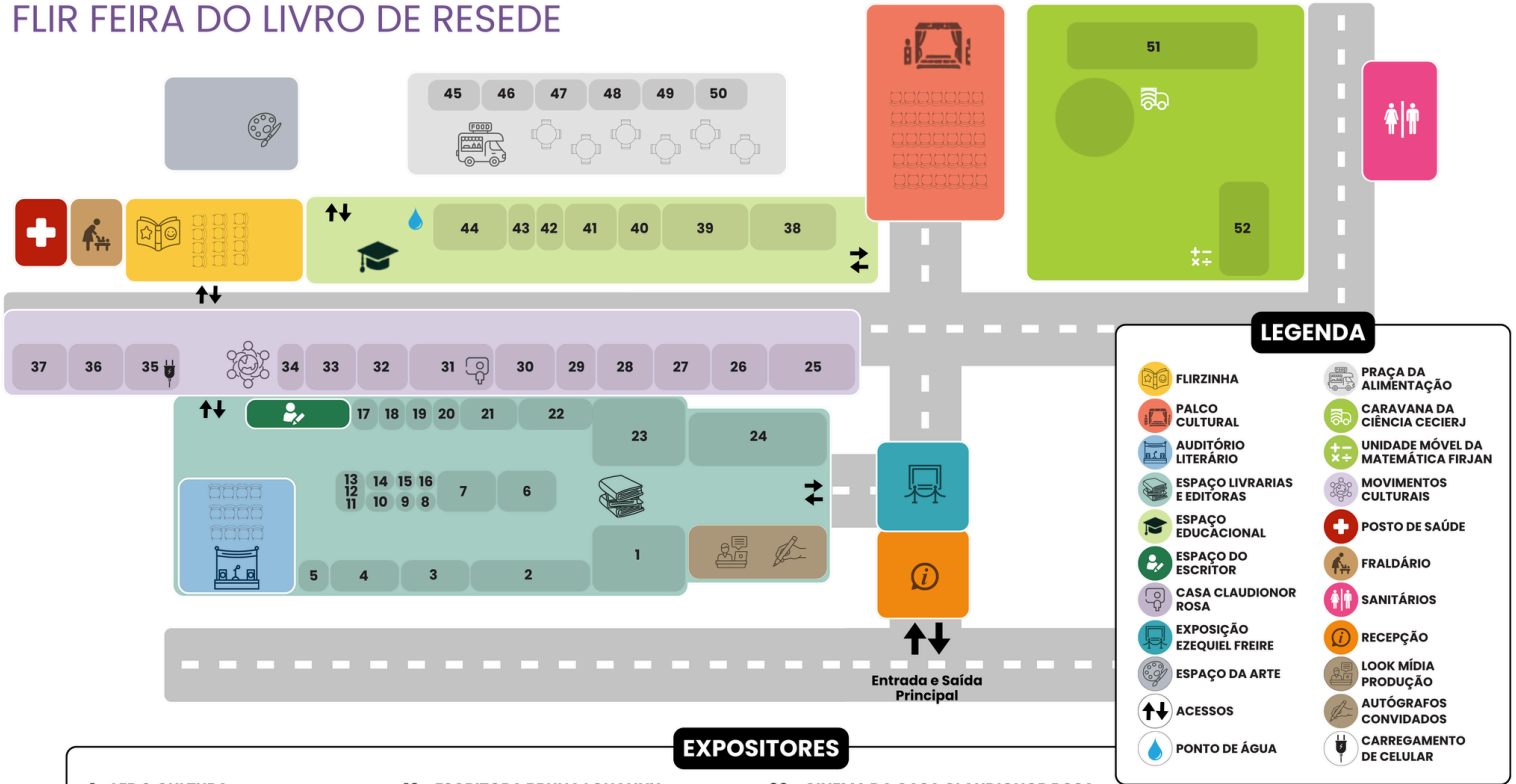 FLIR FEIRA DO LIVRO DE RESEDE
51
45 46 47 48 49 50
FOOD
44 43 42 41 40 39 38
52
37 36 35 34 33 32 31 30 29 28 27 26 25
17 18 19 20 21 22
23
24
13 14 15 16
12
11 10 9 8
7
6
5 4 3 2
1
i
Entrada e Saída
Principal
LEGENDA
FLIRZINHA
PALCO
CULTURAL
AUDITÓRIO
LITERÁRIO
ESPAÇO LIVRARIAS
E EDITORAS
ESPAÇO
EDUCACIONAL
ESPAÇO DO
ESCRITOR
CASA CLAUDIONOR
ROSA
EXPOSIÇÃO
EZEQUIEL FREIRE
ESPAÇO DA ARTE
ACESSOS
PONTO DE ÁGUA
PRAÇA DA
ALIMENTAÇÃO
CARAVANA DA
CIÊNCIA CECIERJ
UNIDADE MÓVEL DA
MATEMÁTICA FIRJAN
MOVIMENTOS
CULTURAIS
POSTO DE SAÚDE
FRALDÁRIO
SANITÁRIOS
i
RECEPÇÃO
LOOK MÍDIA
PRODUÇÃO
AUTÓGRAFOS
CONVIDADOS
CARREGAMENTO
DE CELULAR
EXPOSITORES